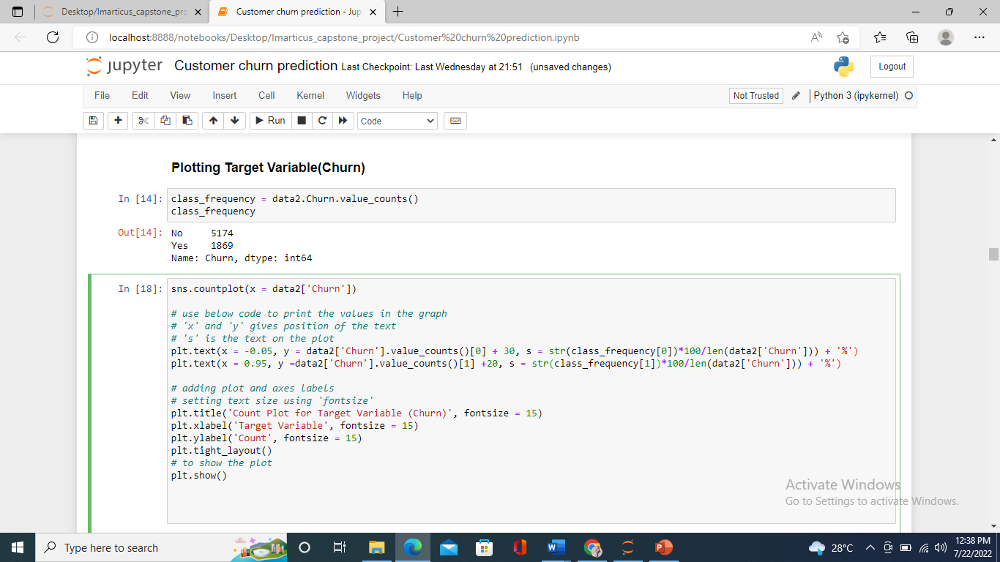 Desktop/Imarticus_capstone_pro
Customer churn prediction - Jup
localhost:8888/notebooks/Desktop/Imarticus_capstone_project/Customer%20churn%20prediction.ipynb
jupyter Customer churn prediction Last Checkpoint: Last Wednesday at 21:51 (unsaved changes)
Logout
File Edit View Insert Cell Kernel Widgets Help
Not Trusted Python 3 (ipykernel)
Run Code
Plotting Target Variable(Churn)
In [14]: class_frequency = data2.Churn.value_counts()
class_frequency
Out[14]: No 5174
Yes 1869
Name: Churn, dtype: int64
In [18]: sns.countplot(x = data2['Churn'])
# use below code to print the values in the graph
# 'x' and 'y' gives position of the text
# 's' is the text on the plot
plt.text(x = -0.05, y = data2['Churn'].value_counts()[0] + 30, s = str(class_frequency[0])*100/len(data2['Churn'])) + '%')
plt.text(x = 0.95, y =data2['Churn'].value_counts()[1] +20, s = str(class_frequency[1])*100/len(data2['Churn'])) + '%')
# adding plot and axes labels
# setting text size using 'fontsize'
plt.title('Count Plot for Target Variable (Churn)', fontsize = 15)
plt.xlabel('Target Variable', fontsize = 15)
plt.ylabel('Count', fontsize = 15)
plt.tight_layout()
# to show the plot
plt.show()
Activate Windows
Go to Settings to activate Windows.
Type here to search
28°C
12:38 PM
7/22/2022